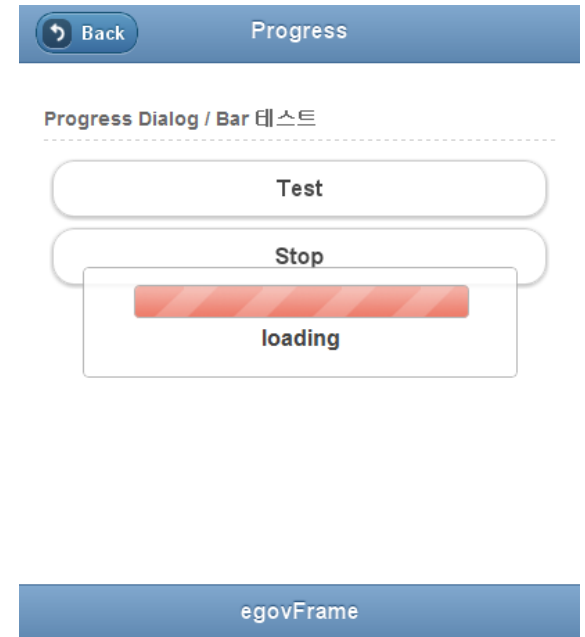 Back
Progress
Progress Dialog / Bar 테스트
Test
Stop
loading
egovFrame